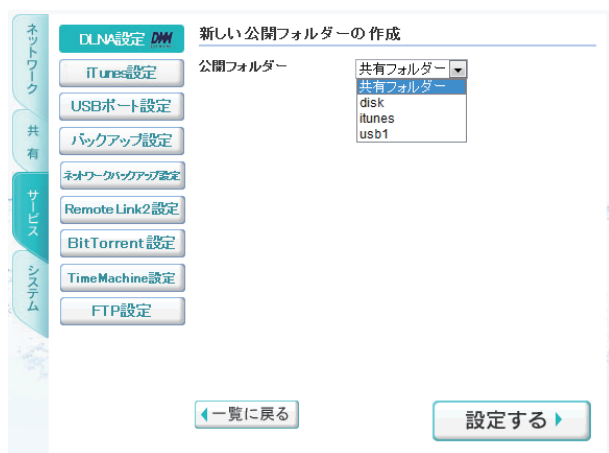 ネットワーク
共有
サービス
システム
DLNA設定 DMM
iTunes設定
USBポート設定
バックアップ設定
ネットワークバックアップ設定
Remote Link2設定
BitTorrent設定
TimeMachine設定
FTP設定
新しい公開フォルダーの作成
公開フォルダー
共有フォルダー
共有フォルダー
disk
itunes
usb1
一覧に戻る
設定する